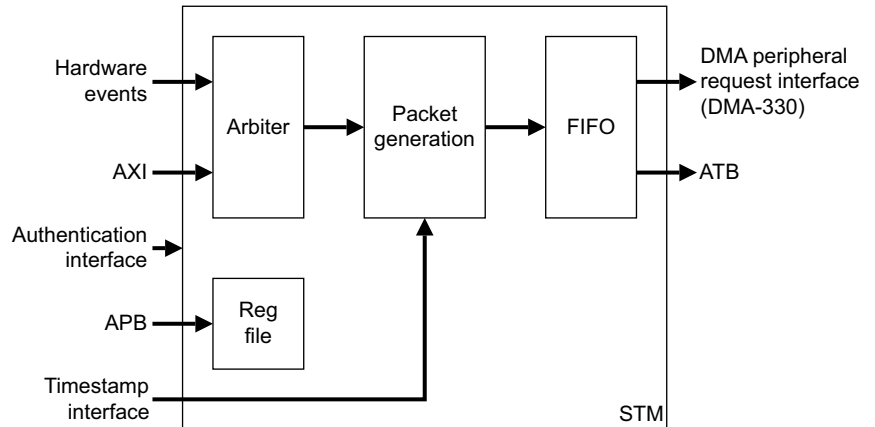 Hardware
events
AXI
Authentication
interface
APB
Timestamp
interface
Arbiter
Reg
file
Packet
generation
FIFO
DMA peripheral
request interface
(DMA-330)
ATB
STM